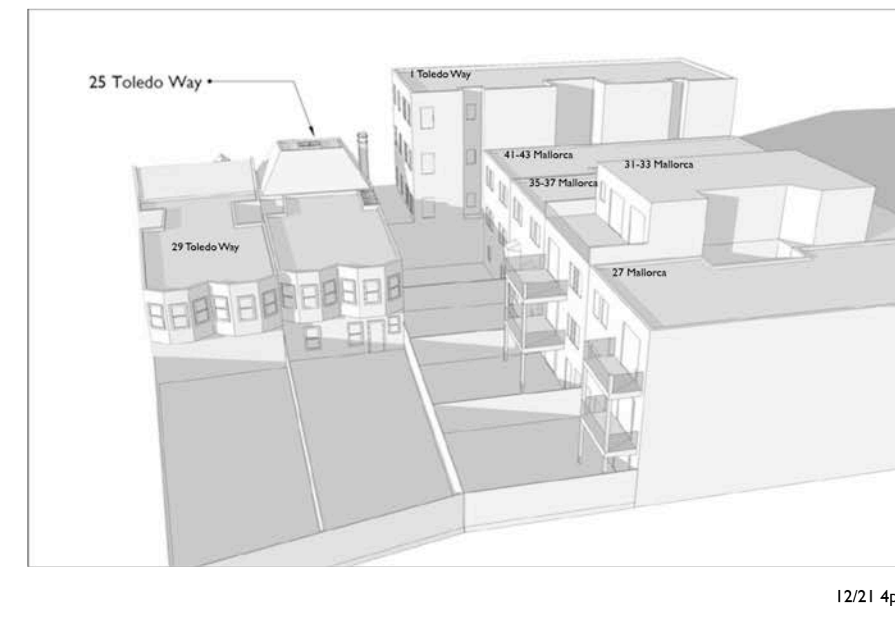 1 Toledo Way
25 Toledo Way
41-43 Mallorca
31-33 Mallorca
35-37 Mallorca
29 Toledo Way
27 Mallorca
12/21 4p